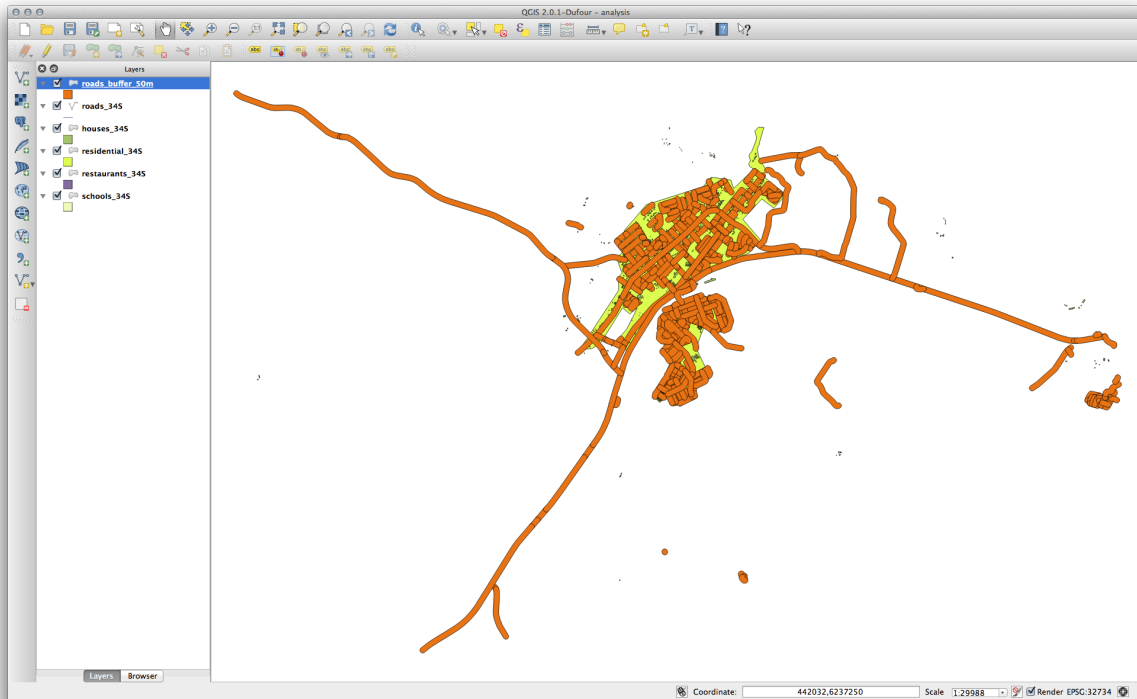 QGIS 2.0.1-Dufour - analysis
Layers
roads_buffer_50m
roads_34S
houses_34S
residential_34S
restaurants_34S
schools_34S
Layers Browser
Coordinate: 442032,6237250 Scale 1:29988 Render EPSG:32734